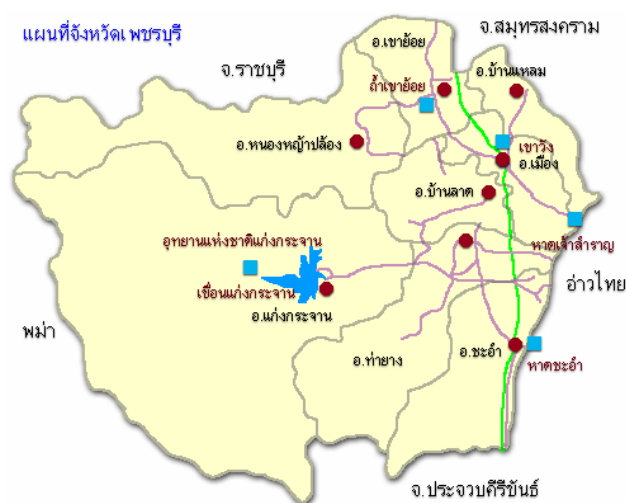 แผนที่จังหวัดเพชรบุรี
จ.สมุทรสงคราม
อ.เขาย้อย
จ.ราชบุรี
อ.บ้านแหลม
ถ้ำเขาย้อย
อ.หนองหญ้าปล้อง
เขาวัง
อ.เมือง
อ.บ้านลาด
อุทยานแห่งชาติแก่งกระจาน
หาดเจ้าสำราญ
อ่าวไทย
เขื่อนแก่งกระจาน
อ.แก่งกระจาน
พม่า
อ.ท่ายาง
อ.ชะอำ
หาดชะอำ
จ.ประจวบคีรีขันธ์